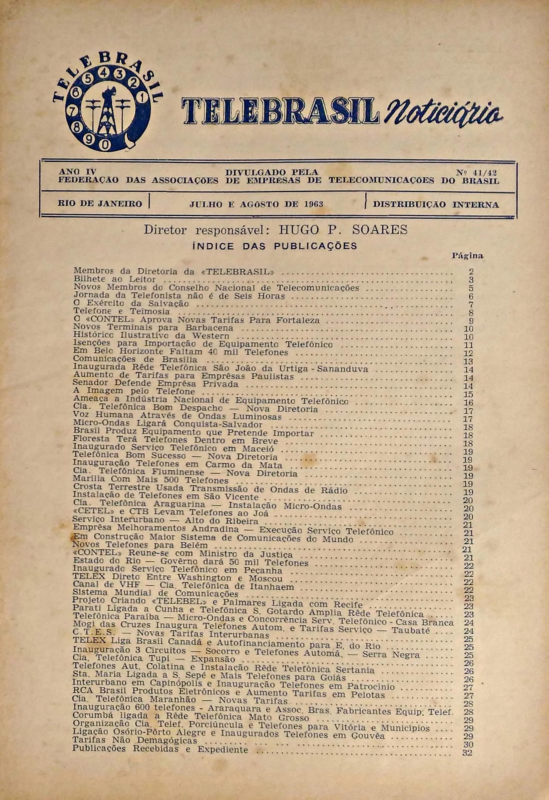 TELEBRASIL
TELEBRASIL Noticiário
ANO IV DIVULGADO PELA Nº 41/42
FEDERAÇÃO DAS ASSOCIAÇOES DE EMPRESAS DE TELECOMUNICAÇÕES DO BRASIL
RIO DE JANEIRO JULHO E AGOSTO DE 1963 DISTRIBUIÇÃO INTERNA
Diretor responsável: HUGO P. SOARES
ÍNDICE DAS PUBLICAÇÕES
Página
Membros da Diretoria da «TELEBRASIL» 2
Bilhete ao Leitor 3
Novos Membros do Conselho Nacional de Telecomunicações 5
Jornada da Telefonista não é de Seis Horas 6
O Exército da Salvação 7
Telefone e Teimosia 8
O «CONTEL» Aprova Novas Tarifas Para Fortaleza 9
Novos Terminais para Barbacena 10
Histórico Ilustrativo da Western 10
Isenções para Importação de Equipamento Telefônico 11
Em Belo Horizonte Faltam 40 mil Telefones 12
Comunicações de Brasília 13
Inaugurada Rêde Telefônica São João da Urtiga - Sananduva 14
Aumento de Tarifas para Emprêsas Paulistas 14
Senador Defende Emprêsa Privada 14
A Imagem pelo Telefone 15
Ameaça a Indústria Nacional de Equipamento Telefônico 16
Cia. Telefônica Bom Despacho — Nova Diretoria 17
Voz Humana Através de Ondas Luminosas 17
Micro-Ondas Ligará Conquista-Salvador 18
Brasil Produz Equipamento que Pretende Importar 18
Floresta Terá Telefones Dentro em Breve 18
Inaugurado Serviço Telefônico em Maceió 19
Telefônica Bom Sucesso — Nova Diretoria 19
Inauguração Telefones em Carmo da Mata 19
Cia. Telefônica Fluminense — Nova Diretoria 19
Marília Com Mais 500 Telefones 19
Crosta Terrestre Usada Transmissão de Ondas de Rádio 19
Instalação de Telefones em São Vicente 20
Cia. Telefônica Araguarina — Instalação Micro-Ondas 20
«CETEL» e CTB Levam Telefones ao Joá 20
Serviço Interurbano — Alto do Ribeira 21
Emprêsa Melhoramentos Andradina — Execução Serviço Telefônico 21
Em Construção Maior Sistema de Comunicações do Mundo 21
Novos Telefones para Belém 21
«CONTEL» Reune-se com Ministro da Justiça 21
Estado do Rio — Govêrno dará 50 mil Telefones 22
Inaugurado Serviço Telefônico em Peçanha 22
TELEX Direto Entre Washington e Moscou 22
Canal de VHF — Cia. Telefônica de Itanhaem 22
Sistema Mundial de Comunicações 23
Projeto Criando «TELEBEL» e Palmares Ligada com Recife 23
Parati Ligada a Cunha e Telefônica S. Gotardo Amplia Rêde Telefônica 23
Telefônica Paraíba — Micro-Ondas e Concorrência Serv. Telefônico - Casa Branca 24
Mogi das Cruzes Inaugura Telefones Autom. e Tarifas Serviço — Taubaté 24
C.T.E.S. — Novas Tarifas Interurbanas 25
TELEX Liga Brasil Canadá e Autofinanciamento para E. do Rio 25
Inauguração 3 Circuitos — Socorro e Telefones Automá. — Serra Negra 25
Cia. Telefônica Tupi — Expansão 26
Telefones Aut. Colatina e Instalação Rêde Telefônica Sertania 26
Sta. Maria Ligada a S. Sepé e Mais Telefones para Goiás 26
Interurbano em Capinópolis e Inauguração Telefones em Patrocínio 27
RCA Brasil Produtos Eletrônicos e Aumento Tarifas em Pelotas 27
Cia. Telefônica Maranhão — Novas Tarifas 28
Inauguração 600 telefones - Araraquara e Assoc. Bras. Fabricantes Equip. Telef. 28
Corumbá ligada a Rêde Telefônica Mato Grosso 29
Organização Cia. Telef. Porciúncula e Telefones para Vitória e Municípios 29
Ligação Osório-Pôrto Alegre e Inaugurados Telefones em Gouvêa 29
Tarifas Não Demagógicas 30
Publicações Recebidas e Expediente 32